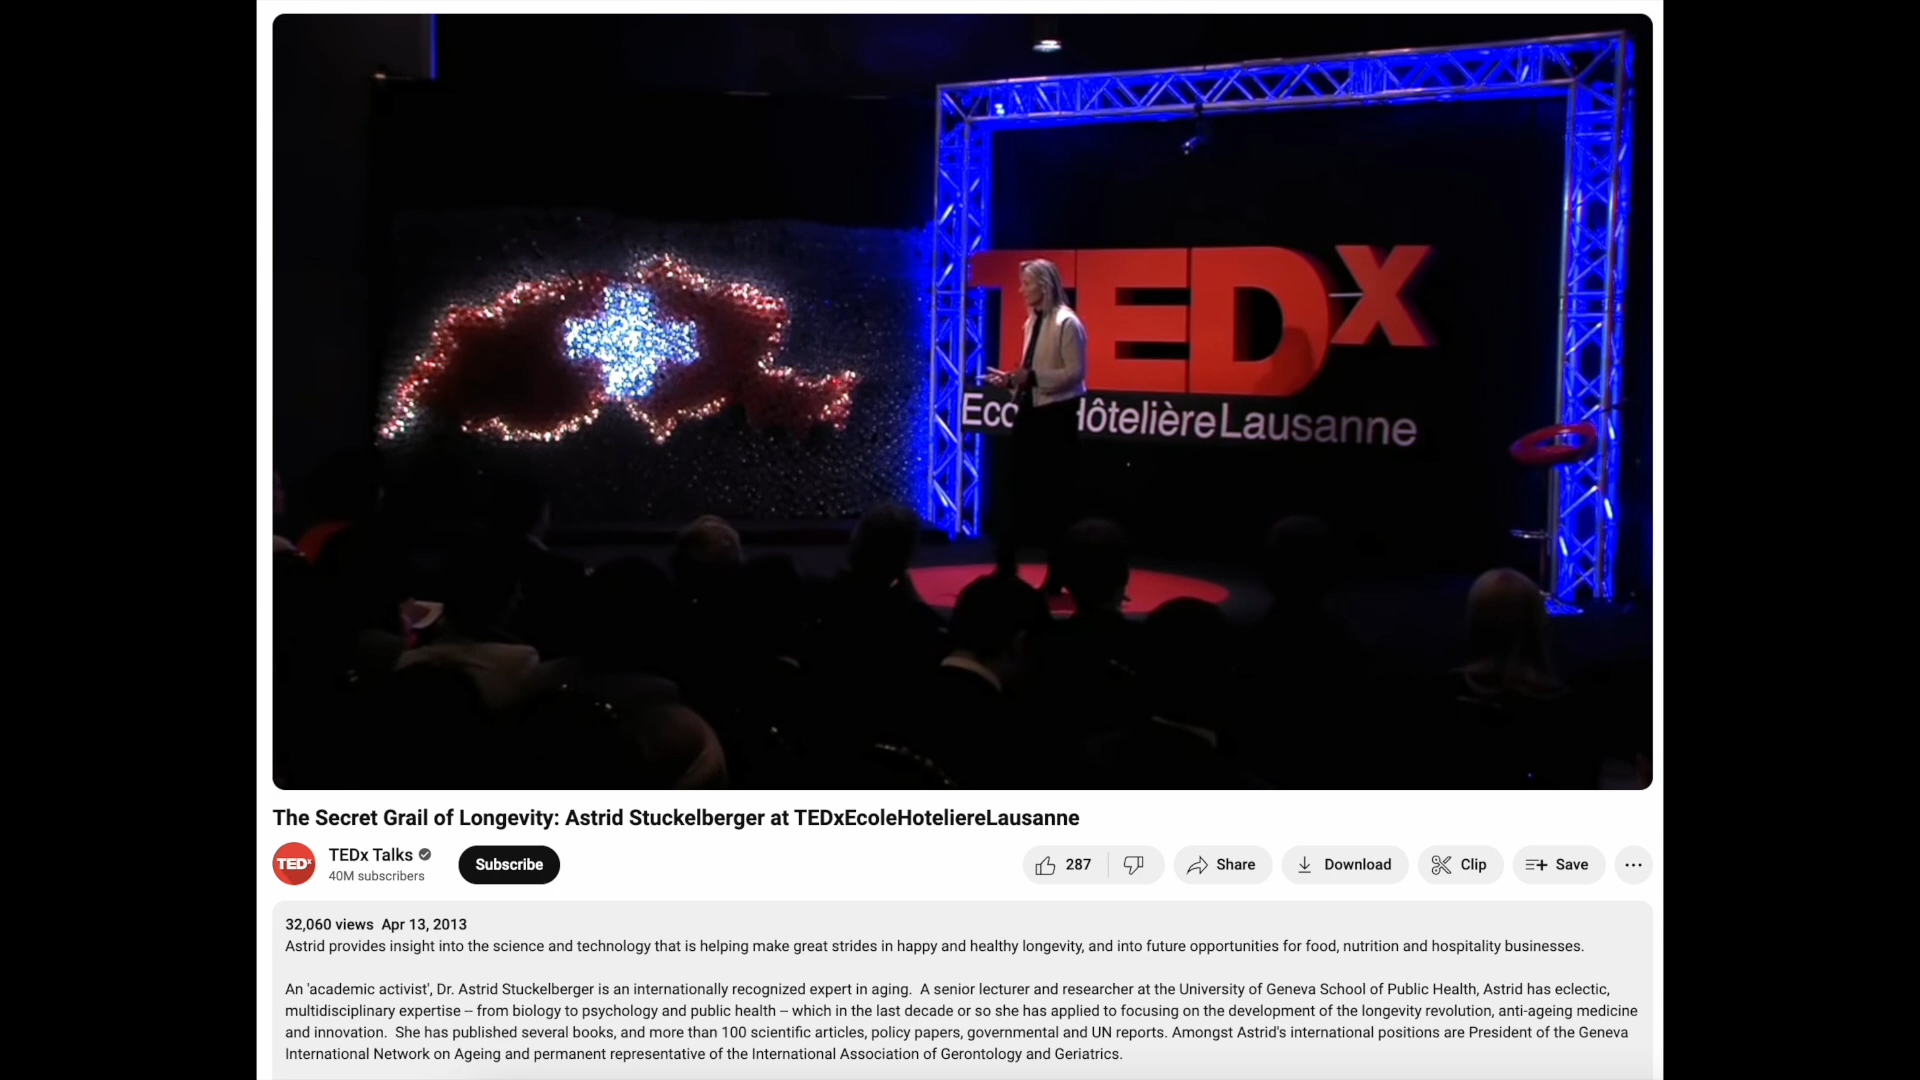 TEDx
Eco Hôtelière Lausanne
The Secret Grail of Longevity: Astrid Stuckelberger at TEDxEcoleHoteliereLausanne
TEDx
TEDx Talks
40M subscribers
Subscribe
287
Share
Download
Clip
Save
32,060 views Apr 13, 2013
Astrid provides insight into the science and technology that is helping make great strides in happy and healthy longevity, and into future opportunities for food, nutrition and hospitality businesses.
An 'academic activist', Dr. Astrid Stuckelberger is an internationally recognized expert in aging. A senior lecturer and researcher at the University of Geneva School of Public Health, Astrid has eclectic,
multidisciplinary expertise -- from biology to psychology and public health -- which in the last decade or so she has applied to focusing on the development of the longevity revolution, anti-ageing medicine
and innovation. She has published several books, and more than 100 scientific articles, policy papers, governmental and UN reports. Amongst Astrid's international positions are President of the Geneva
International Network on Ageing and permanent representative of the International Association of Gerontology and Geriatrics.